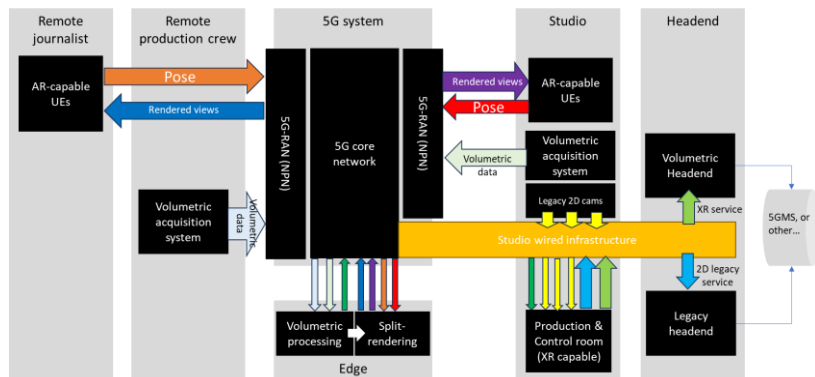 Remote
journalist
Remote
production crew
5G system
Studio
Headend
AR-capable
UEs
Pose
Rendered views
5G-RAN (NPN)
5G core
network
5G-RAN (NPN)
Rendered views
Pose
AR-capable
UEs
Volumetric
data
Volumetric
acquisition
system
Legacy 2D cams
Volumetric
Headend
XR service
5GMS, or
other...
Volumetric
acquisition
system
Volumetric
data
Studio wired infrastructure
2D legacy
service
Volumetric
processing
Split-
rendering
Edge
Production &
Control room
(XR capable)
Legacy
headend